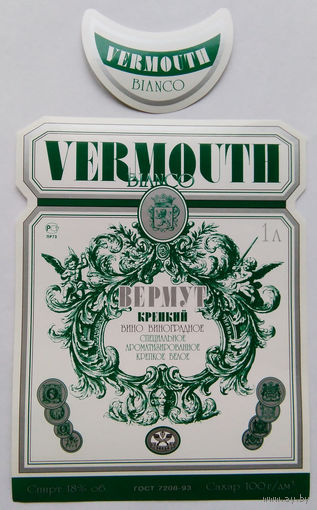 VERMOUTH
BIANCO
VERMOUTH
BIANCO
1 Л
ПР73
ВЕРМУТ
КРЕПКИЙ
ВИНО ВИНОГРАДНОЕ
СПЕЦИАЛЬНОЕ
АРОМАТИЗИРОВАННОЕ
КРЕПКОЕ БЕЛОЕ
Спирт 18% об. ГОСТ 7208-93 Сахар 100 г/дм³